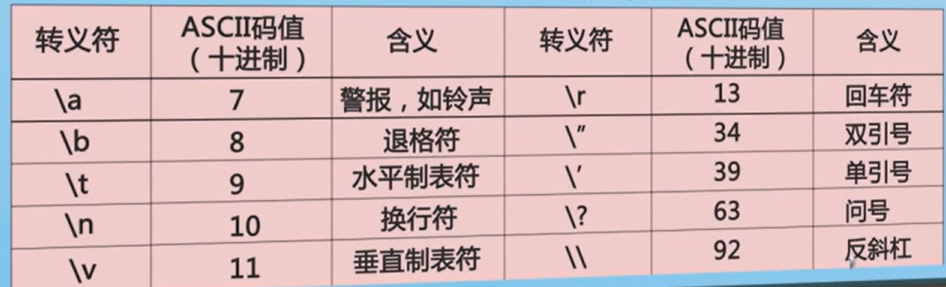 转义符 ASCII码值 含义 转义符 ASCII码值 含义
（十进制） （十进制）
\a 7 警报，如铃声 \r 13 回车符
\b 8 退格符 \" 34 双引号
\t 9 水平制表符 \' 39 单引号
\n 10 换行符 \? 63 问号
\v 11 垂直制表符 \\ 92 反斜杠